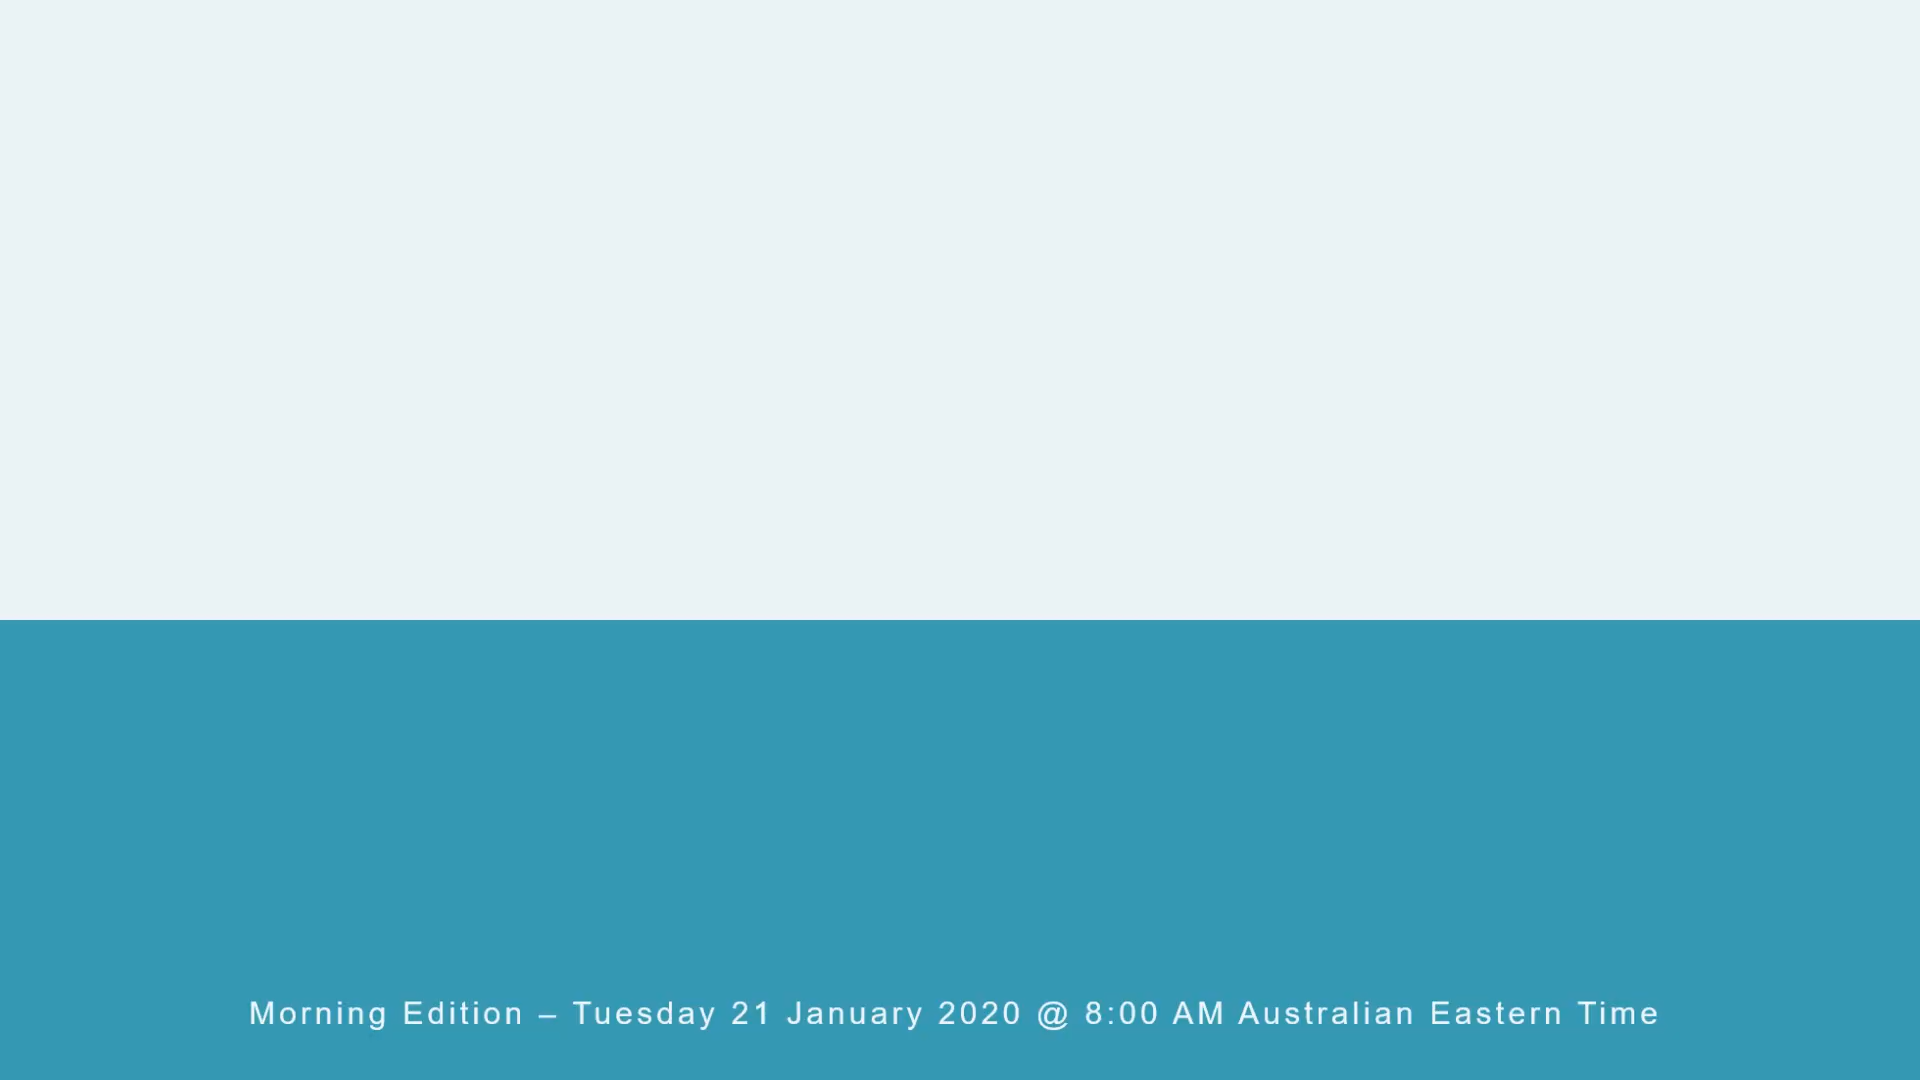 Morning Edition – Tuesday 21 January 2020 @ 8:00 AM Australian Eastern Time